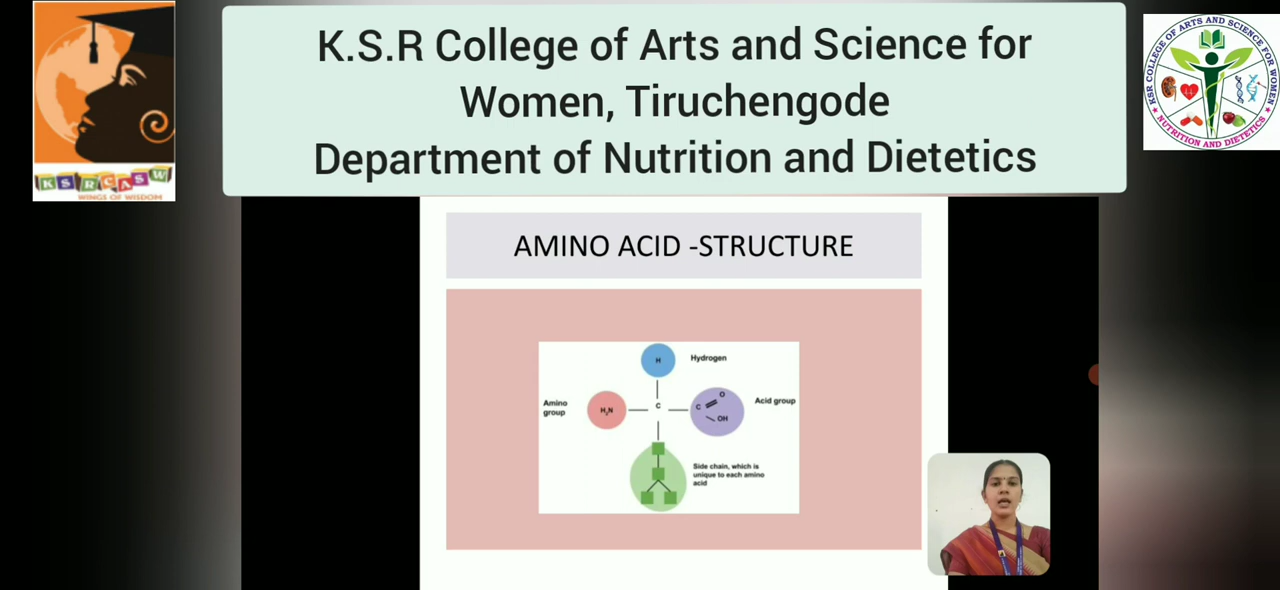 K.S.R College of Arts and Science for
Women, Tiruchengode
Department of Nutrition and Dietetics
KSRCASW
WINGS OF WISDOM
KSR COLLEGE OF ARTS AND SCIENCE FOR WOMEN
★ NUTRITION AND DIETETICS ★
AMINO ACID -STRUCTURE
H
Hydrogen
Amino
group
H₂N
C
C
O
OH
Acid group
Side chain, which is
unique to each amino
acid